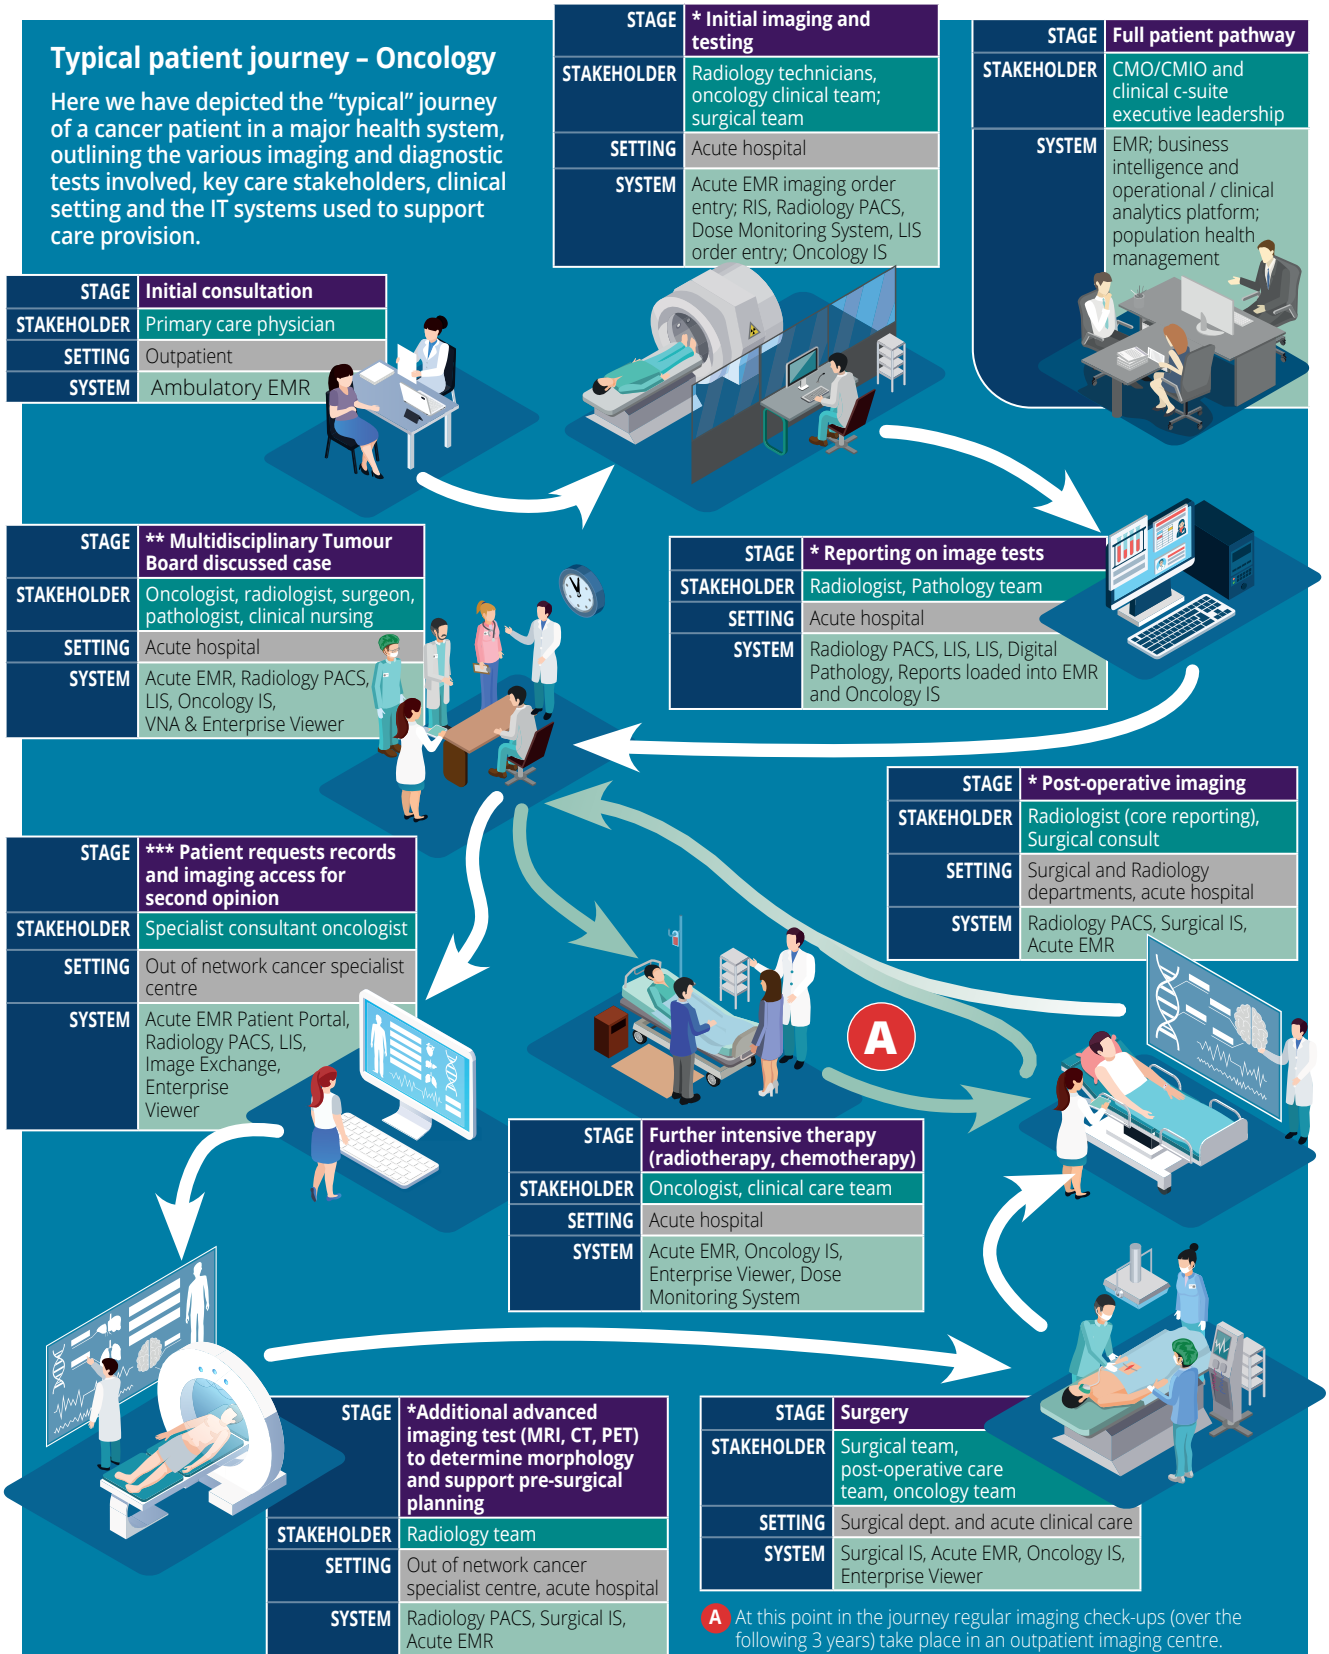 Typical patient journey – Oncology
Here we have depicted the “typical” journey
of a cancer patient in a major health system,
outlining the various imaging and diagnostic
tests involved, key care stakeholders, clinical
setting and the IT systems used to support
care provision.
STAGE * Initial imaging and
testing
STAKEHOLDER Radiology technicians,
oncology clinical team;
surgical team
SETTING Acute hospital
SYSTEM Acute EMR imaging order
entry; RIS, Radiology PACS,
Dose Monitoring System, LIS
order entry; Oncology IS
STAGE Full patient pathway
STAKEHOLDER CMO/CMIO and
clinical c-suite
executive leadership
SYSTEM EMR; business
intelligence and
operational / clinical
analytics platform;
population health
management
STAGE Initial consultation
STAKEHOLDER Primary care physician
SETTING Outpatient
SYSTEM Ambulatory EMR
STAGE ** Multidisciplinary Tumour
Board discussed case
STAKEHOLDER Oncologist, radiologist, surgeon,
pathologist, clinical nursing
SETTING Acute hospital
SYSTEM Acute EMR, Radiology PACS,
LIS, Oncology IS,
VNA & Enterprise Viewer
STAGE * Reporting on image tests
STAKEHOLDER Radiologist, Pathology team
SETTING Acute hospital
SYSTEM Radiology PACS, LIS, LIS, Digital
Pathology, Reports loaded into EMR
and Oncology IS
STAGE * Post-operative imaging
STAKEHOLDER Radiologist (core reporting),
Surgical consult
SETTING Surgical and Radiology
departments, acute hospital
SYSTEM Radiology PACS, Surgical IS,
Acute EMR
STAGE *** Patient requests records
and imaging access for
second opinion
STAKEHOLDER Specialist consultant oncologist
SETTING Out of network cancer specialist
centre
SYSTEM Acute EMR Patient Portal,
Radiology PACS, LIS,
Image Exchange,
Enterprise
Viewer
A
STAGE Further intensive therapy
(radiotherapy, chemotherapy)
STAKEHOLDER Oncologist, clinical care team
SETTING Acute hospital
SYSTEM Acute EMR, Oncology IS,
Enterprise Viewer, Dose
Monitoring System
STAGE *Additional advanced
imaging test (MRI, CT, PET)
to determine morphology
and support pre-surgical
planning
STAKEHOLDER Radiology team
SETTING Out of network cancer
specialist centre, acute hospital
SYSTEM Radiology PACS, Surgical IS,
Acute EMR
STAGE Surgery
STAKEHOLDER Surgical team,
post-operative care
team, oncology team
SETTING Surgical dept. and acute clinical care
SYSTEM Surgical IS, Acute EMR, Oncology IS,
Enterprise Viewer
A At this point in the journey regular imaging check-ups (over the
following 3 years) take place in an outpatient imaging centre.